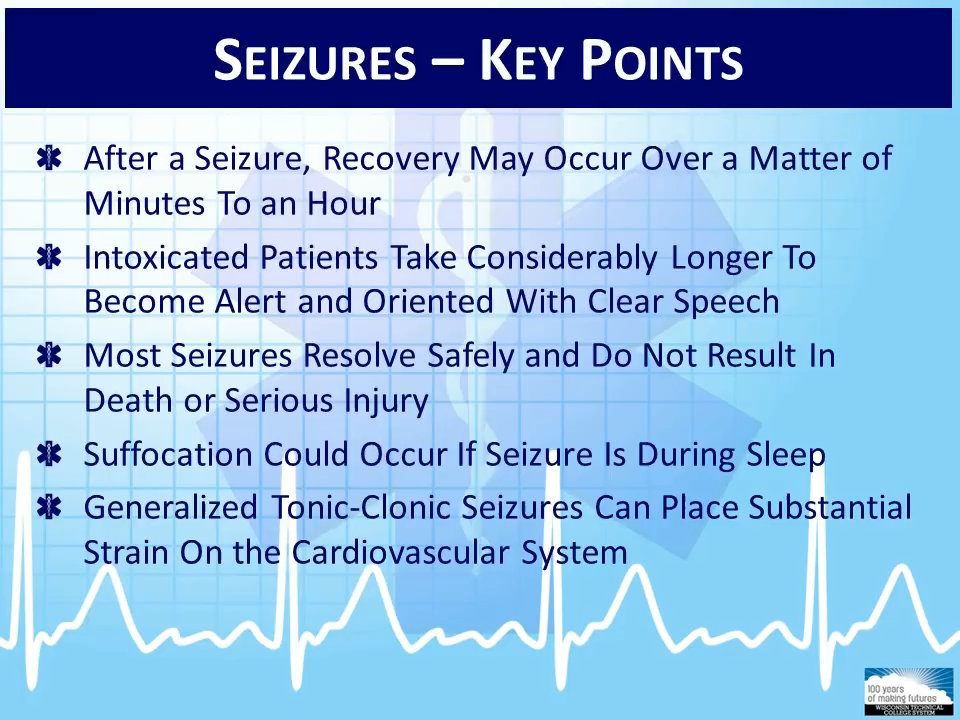 SEIZURES – KEY POINTS
After a Seizure, Recovery May Occur Over a Matter of
Minutes To an Hour
Intoxicated Patients Take Considerably Longer To
Become Alert and Oriented With Clear Speech
Most Seizures Resolve Safely and Do Not Result In
Death or Serious Injury
Suffocation Could Occur If Seizure Is During Sleep
Generalized Tonic-Clonic Seizures Can Place Substantial
Strain On the Cardiovascular System
100 years
of making futures
WISCONSIN TECHNICAL
COLLEGE SYSTEM